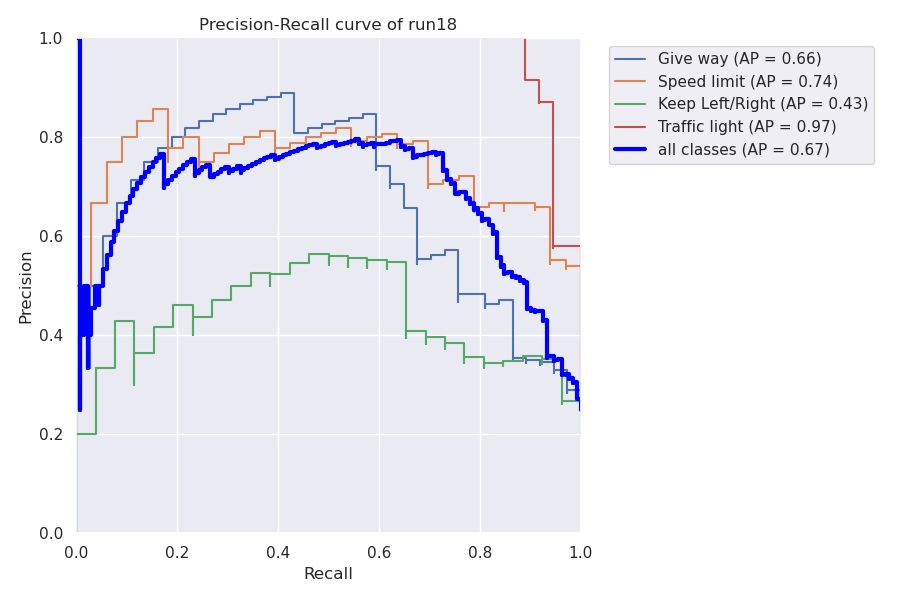 Precision-Recall curve of run18
1.0
0.8
0.6
0.4
0.2
0.0
Precision
0.0 0.2 0.4 0.6 0.8 1.0
Recall
Give way (AP = 0.66)
Speed limit (AP = 0.74)
Keep Left/Right (AP = 0.43)
Traffic light (AP = 0.97)
all classes (AP = 0.67)